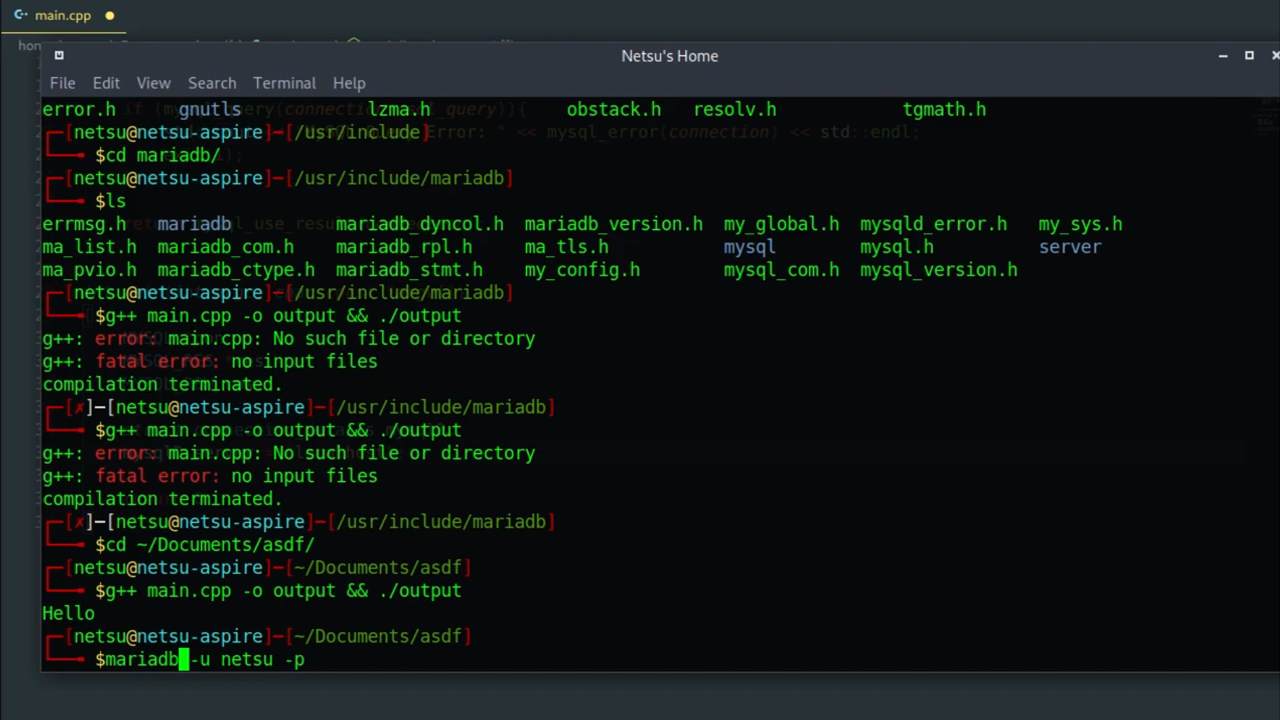 main.cpp
Netsu's Home
File Edit View Search Terminal Help
error.h gnutls lzma.h obstack.h resolv.h tgmath.h
[netsu@netsu-aspire]─[/usr/include]
$cd mariadb/
[netsu@netsu-aspire]─[/usr/include/mariadb]
$ls
errmsg.h mariadb mariadb_dyncol.h mariadb_version.h my_global.h mysqld_error.h my_sys.h
ma_list.h mariadb_com.h mariadb_rpl.h ma_tls.h mysql mysql.h server
ma_pvio.h mariadb_ctype.h mariadb_stmt.h my_config.h mysql_com.h mysql_version.h
[netsu@netsu-aspire]─[/usr/include/mariadb]
$g++ main.cpp -o output && ./output
g++: error: main.cpp: No such file or directory
g++: fatal error: no input files
compilation terminated.
[✗]─[netsu@netsu-aspire]─[/usr/include/mariadb]
$g++ main.cpp -o output && ./output
g++: error: main.cpp: No such file or directory
g++: fatal error: no input files
compilation terminated.
[✗]─[netsu@netsu-aspire]─[/usr/include/mariadb]
$cd ~/Documents/asdf/
[netsu@netsu-aspire]─[~/Documents/asdf]
$g++ main.cpp -o output && ./output
Hello
[netsu@netsu-aspire]─[~/Documents/asdf]
$mariadb -u netsu -p